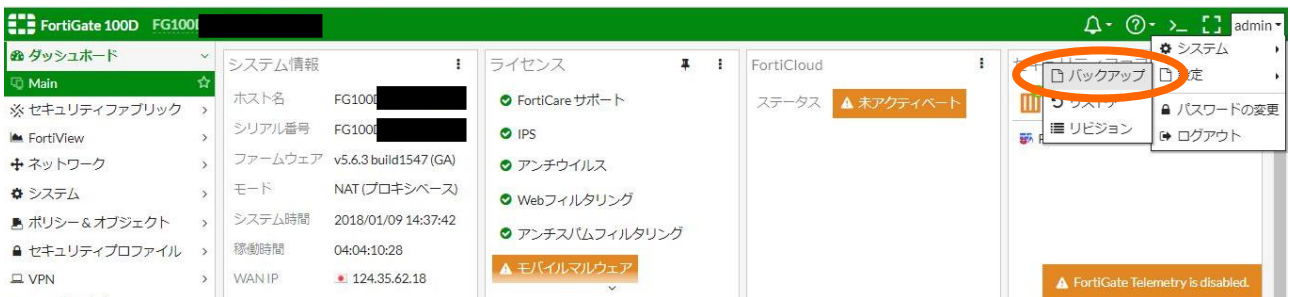 FortiGate 100D FG100
admin
ダッシュボード
Main
セキュリティファブリック
FortiView
ネットワーク
システム
ポリシー＆オブジェクト
セキュリティプロファイル
VPN
システム情報
ホスト名 FG100
シリアル番号 FG100
ファームウェア v5.6.3 build1547 (GA)
モード NAT (プロキシベース)
システム時間 2018/01/09 14:37:42
稼働時間 04:04:10:28
WAN IP 124.35.62.18
ライセンス
FortiCare サポート
IPS
アンチウイルス
Webフィルタリング
アンチスパムフィルタリング
モバイルマルウェア
FortiCloud
ステータス 未アクティベート
バックアップ
リストア
リビジョン
システム
設定
パスワードの変更
ログアウト
FortiGate Telemetry is disabled.